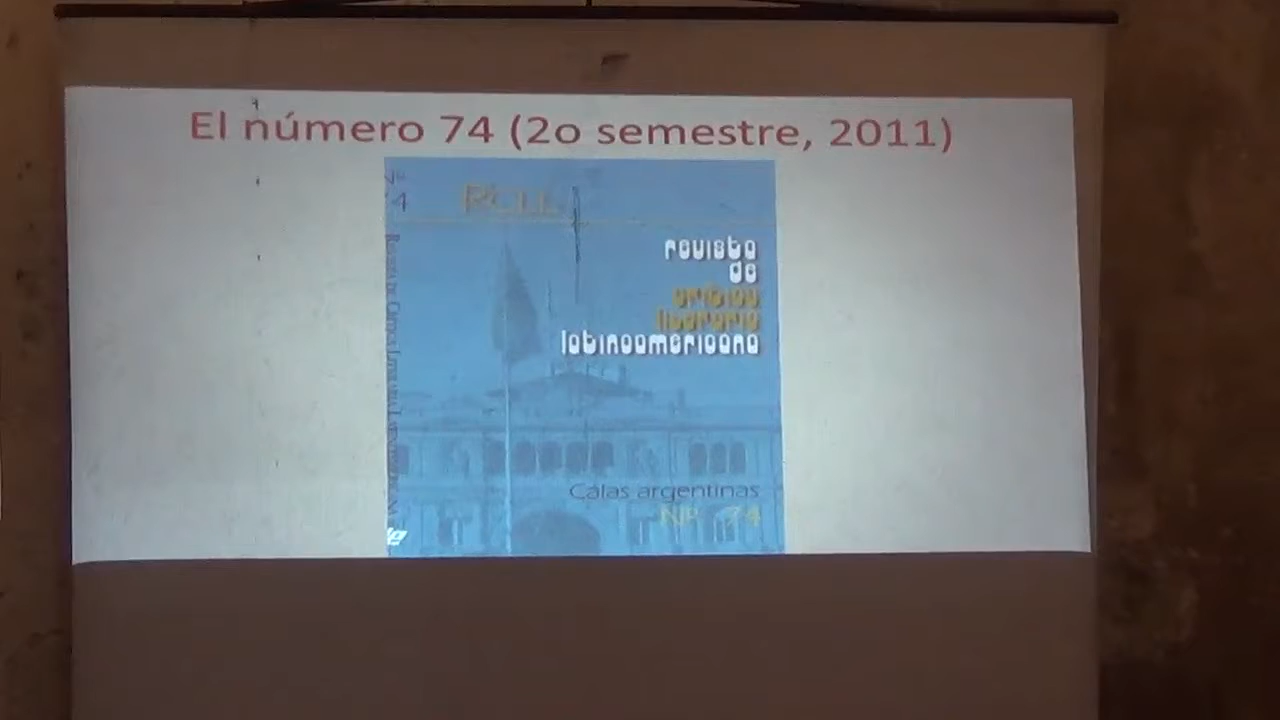 El número 74 (2o semestre, 2011)
RCLL
revista
de
crítica
literaria
latinoamericana
Calas argentinas
Nº 74